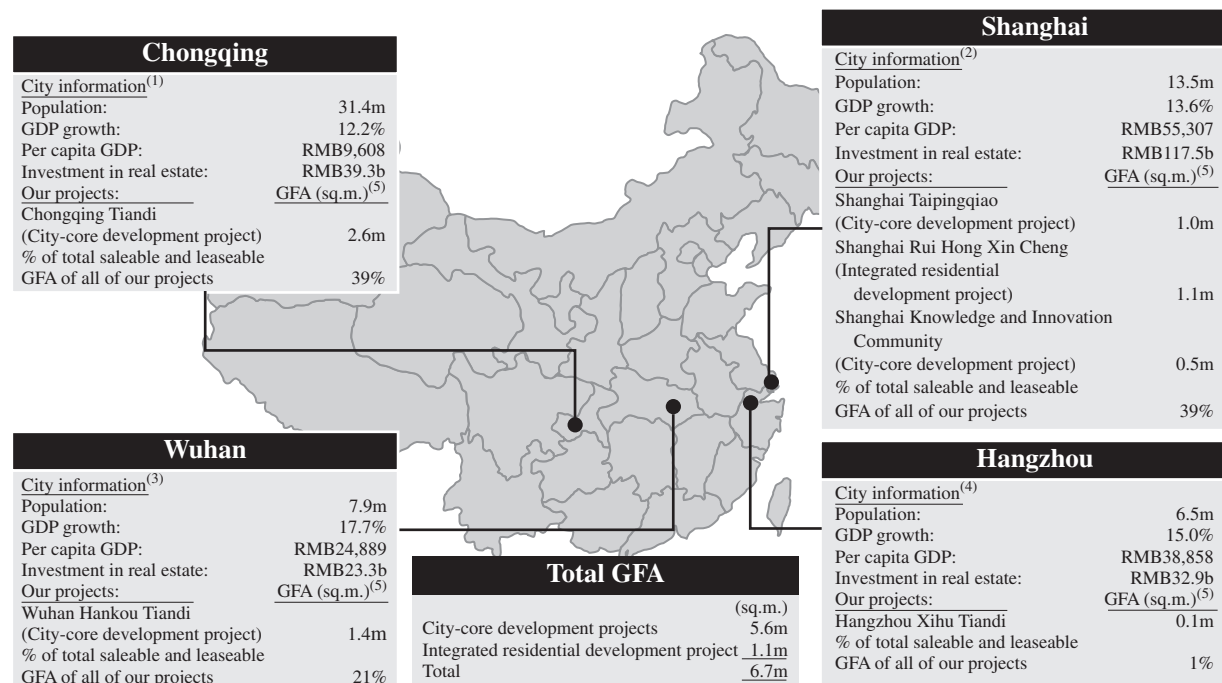 Chongqing
City information(1)
Population: 31.4m
GDP growth: 12.2%
Per capita GDP: RMB9,608
Investment in real estate: RMB39.3b
Our projects: GFA (sq.m.)(5)
Chongqing Tiandi
(City-core development project) 2.6m
% of total saleable and leaseable
GFA of all of our projects 39%
Shanghai
City information(2)
Population: 13.5m
GDP growth: 13.6%
Per capita GDP: RMB55,307
Investment in real estate: RMB117.5b
Our projects: GFA (sq.m.)(5)
Shanghai Taipingqiao
(City-core development project) 1.0m
Shanghai Rui Hong Xin Cheng
(Integrated residential
development project) 1.1m
Shanghai Knowledge and Innovation
Community
(City-core development project) 0.5m
% of total saleable and leaseable
GFA of all of our projects 39%
Wuhan
City information(3)
Population: 7.9m
GDP growth: 17.7%
Per capita GDP: RMB24,889
Investment in real estate: RMB23.3b
Our projects: GFA (sq.m.)(5)
Wuhan Hankou Tiandi
(City-core development project) 1.4m
% of total saleable and leaseable
GFA of all of our projects 21%
Total GFA
(sq.m.)
City-core development projects 5.6m
Integrated residential development project 1.1m
Total 6.7m
Hangzhou
City information(4)
Population: 6.5m
GDP growth: 15.0%
Per capita GDP: RMB38,858
Investment in real estate: RMB32.9b
Our projects: GFA (sq.m.)(5)
Hangzhou Xihu Tiandi 0.1m
% of total saleable and leaseable
GFA of all of our projects 1%